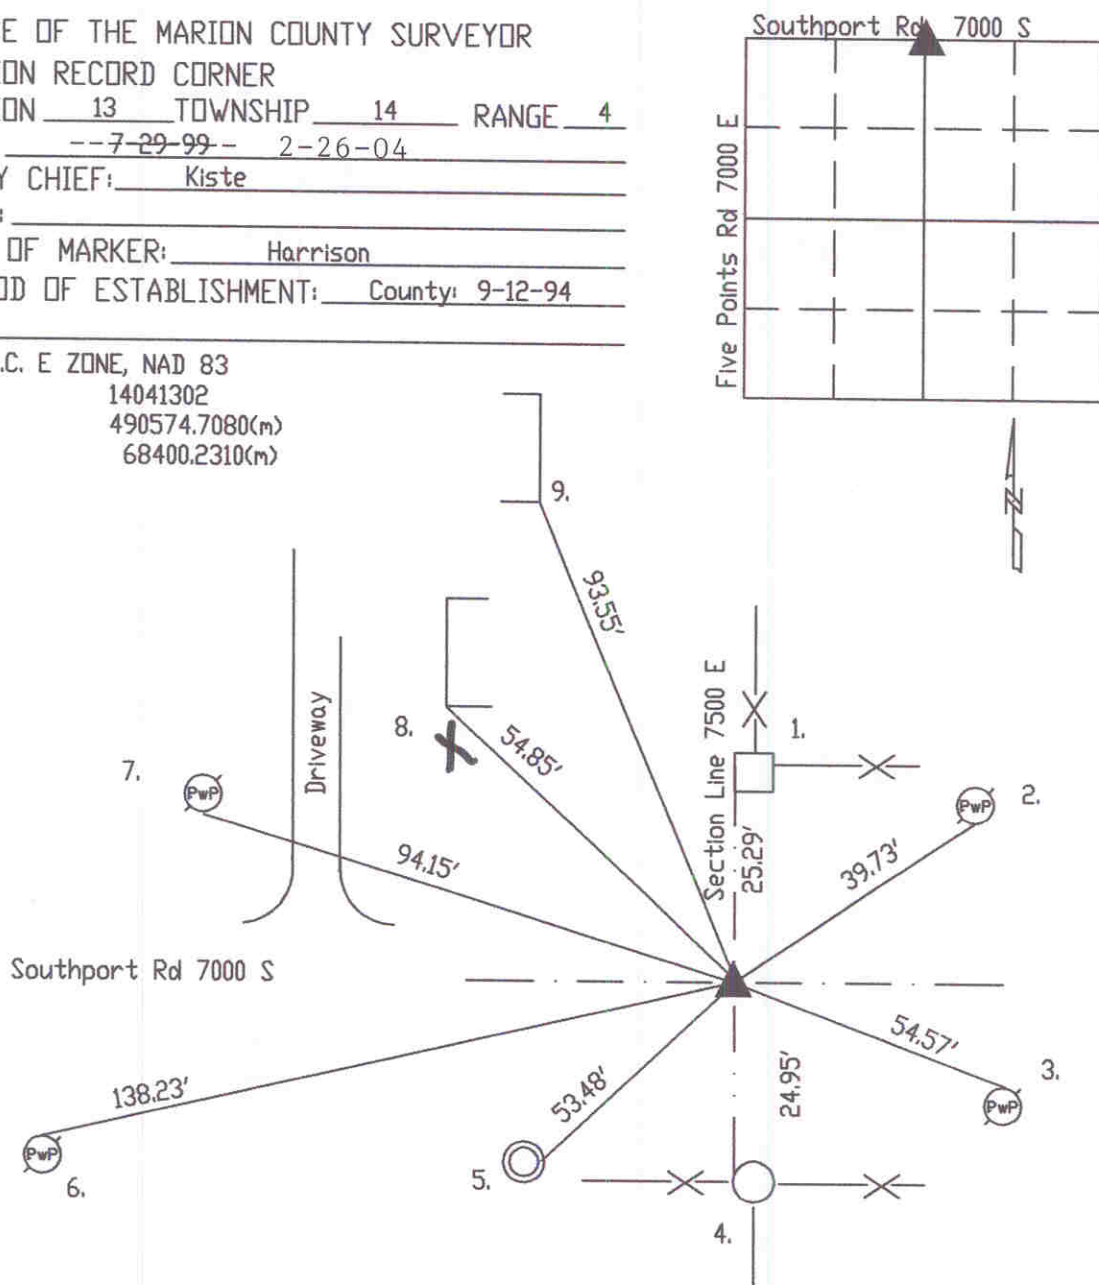 E OF THE MARION COUNTY SURVEYOR
ON RECORD CORNER
ON 13 TOWNSHIP 14 RANGE 4
--7-29-99- 2-26-04
Y CHIEF: Kiste
:
OF MARKER: Harrison
OD OF ESTABLISHMENT: County: 9-12-94
.C. E ZONE, NAD 83
14041302
490574.7080(m)
68400.2310(m)
Southport Rd 7000 S
Five Points Rd 7000 E
N
9.
93.55'
8.
X
54.85'
Driveway
7.
PwP
94.15'
Section Line 7500 E
1.
25.29'
PwP
2.
39.73'
Southport Rd 7000 S
54.57'
3.
PwP
138.23'
PwP
6.
53.48'
5.
24.95'
4.